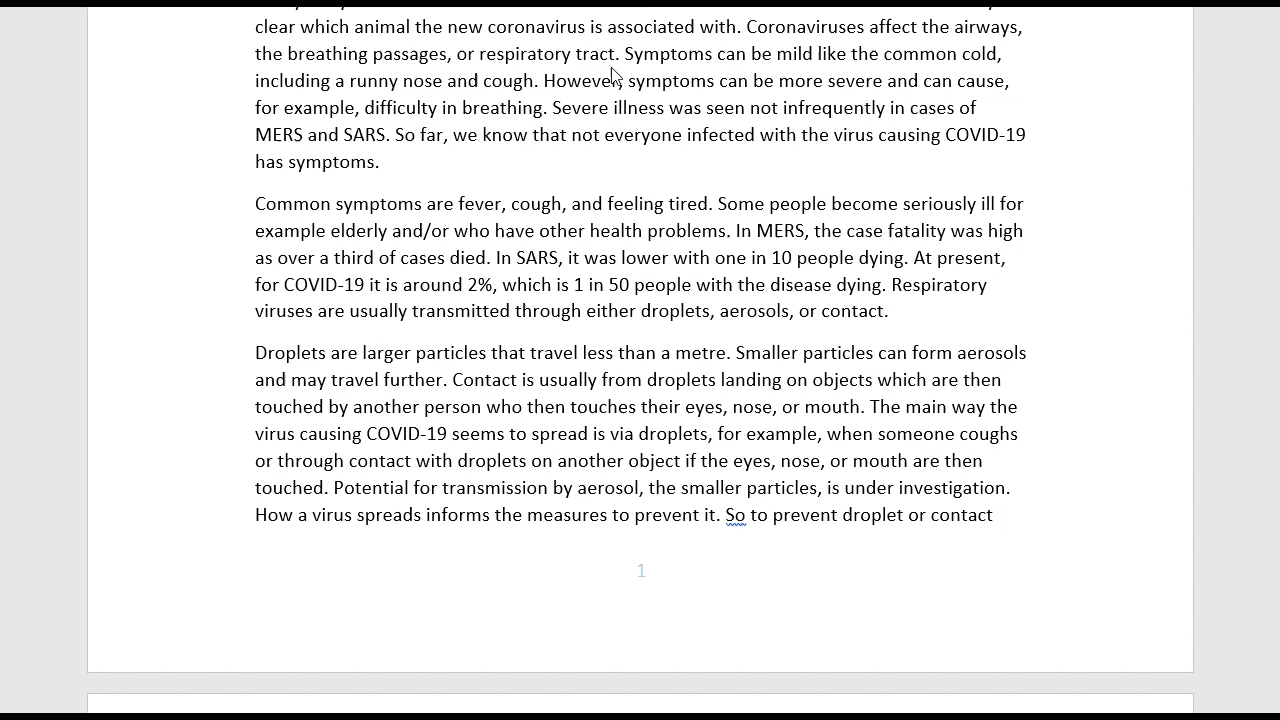 clear which animal the new coronavirus is associated with. Coronaviruses affect the airways,
the breathing passages, or respiratory tract. Symptoms can be mild like the common cold,
including a runny nose and cough. However, symptoms can be more severe and can cause,
for example, difficulty in breathing. Severe illness was seen not infrequently in cases of
MERS and SARS. So far, we know that not everyone infected with the virus causing COVID-19
has symptoms.
Common symptoms are fever, cough, and feeling tired. Some people become seriously ill for
example elderly and/or who have other health problems. In MERS, the case fatality was high
as over a third of cases died. In SARS, it was lower with one in 10 people dying. At present,
for COVID-19 it is around 2%, which is 1 in 50 people with the disease dying. Respiratory
viruses are usually transmitted through either droplets, aerosols, or contact.
Droplets are larger particles that travel less than a metre. Smaller particles can form aerosols
and may travel further. Contact is usually from droplets landing on objects which are then
touched by another person who then touches their eyes, nose, or mouth. The main way the
virus causing COVID-19 seems to spread is via droplets, for example, when someone coughs
or through contact with droplets on another object if the eyes, nose, or mouth are then
touched. Potential for transmission by aerosol, the smaller particles, is under investigation.
How a virus spreads informs the measures to prevent it. So to prevent droplet or contact
1